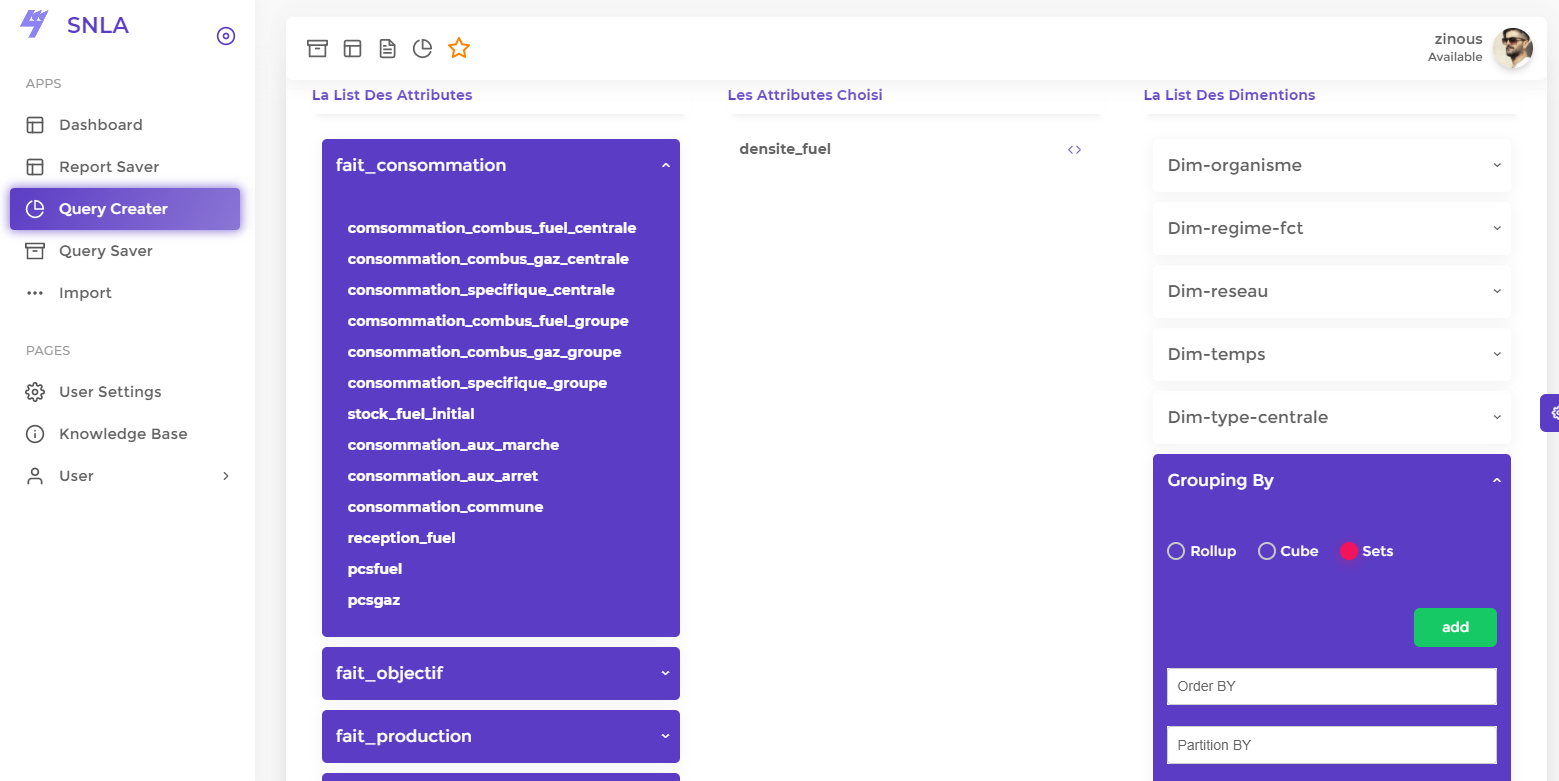 SNLA
APPS
Dashboard
Report Saver
Query Creater
Query Saver
Import
PAGES
User Settings
Knowledge Base
User
zinous
Available
La List Des Attributes
fait_consommation
comsommation_combus_fuel_centrale
consommation_combus_gaz_centrale
consommation_specifique_centrale
comsommation_combus_fuel_groupe
consommation_combus_gaz_groupe
consommation_specifique_groupe
stock_fuel_initial
consommation_aux_marche
consommation_aux_arret
consommation_commune
reception_fuel
pcsfuel
pcsgaz
fait_objectif
fait_production
Les Attributes Choisi
densite_fuel
La List Des Dimentions
Dim-organisme
Dim-regime-fct
Dim-reseau
Dim-temps
Dim-type-centrale
Grouping By
Rollup Cube Sets
add
Order BY
Partition BY